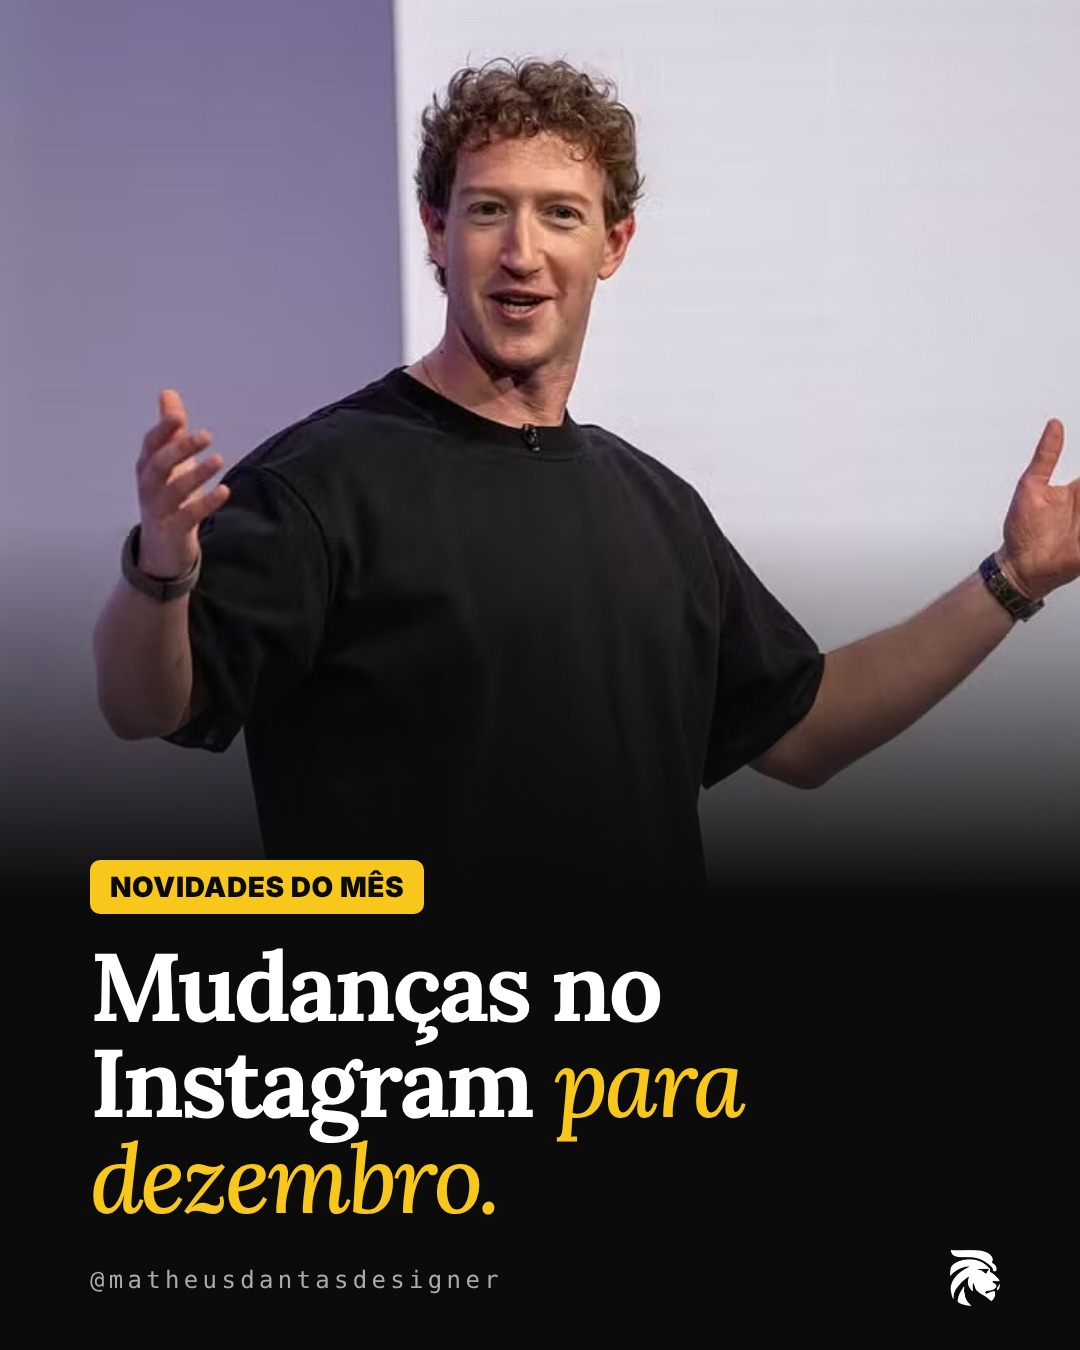 NOVIDADES DO MÊS
Mudanças no
Instagram para
dezembro.
@matheusdantasdesigner